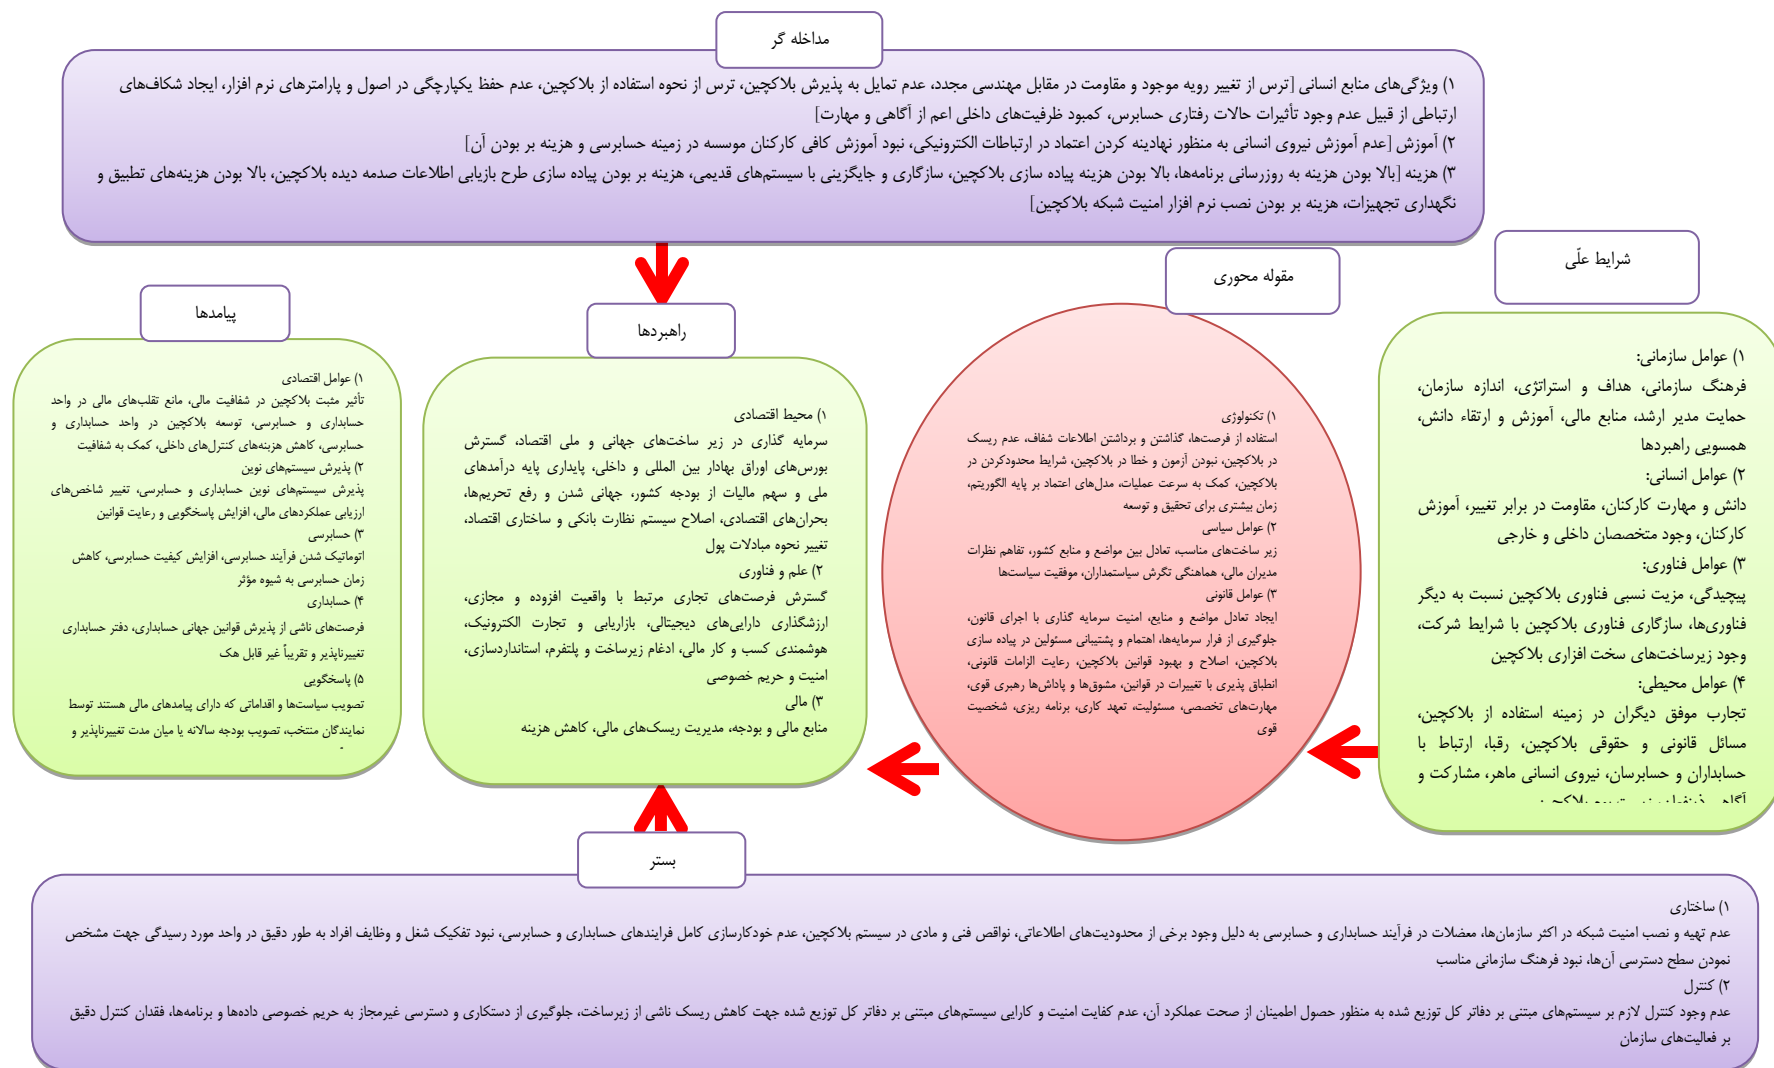 مداخله گر
۱) ویژگی‌های منابع انسانی [ترس از تغییر رویه موجود و مقاومت در مقابل مهندسی مجدد، عدم تمایل به پذیرش بلاکچین، ترس از نحوه استفاده از بلاکچین، عدم حفظ یکپارچگی در اصول و پارامترهای نرم افزار، ایجاد شکاف‌های
ارتباطی از قبیل عدم وجود تأثیرات حالات رفتاری حسابرس، کمبود ظرفیت‌های داخلی اعم از آگاهی و مهارت]
۲) آموزش [عدم آموزش نیروی انسانی به منظور نهادینه کردن اعتماد در ارتباطات الکترونیکی، نبود آموزش کافی کارکنان موسسه در زمینه حسابرسی و هزینه بر بودن آن]
۳) هزینه [بالا بودن هزینه به روزرسانی برنامه‌ها، بالا بودن هزینه پیاده سازی بلاکچین، سازگاری و جایگزینی با سیستم‌های قدیمی، هزینه بر بودن پیاده سازی طرح بازیابی اطلاعات صدمه دیده بلاکچین، بالا بودن هزینه‌های تطبیق و
نگهداری تجهیزات، هزینه بر بودن نصب نرم افزار امنیت شبکه بلاکچین]
شرایط علّی
۱) عوامل سازمانی:
فرهنگ سازمانی، هدف و استراتژی، اندازه سازمان،
حمایت مدیر ارشد، منابع مالی، آموزش و ارتقاء دانش،
همسویی راهبردها
۲) عوامل انسانی:
دانش و مهارت کارکنان، مقاومت در برابر تغییر، آموزش
کارکنان، وجود متخصصان داخلی و خارجی
۳) عوامل فناوری:
پیچیدگی، مزیت نسبی فناوری بلاکچین نسبت به دیگر
فناوری‌ها، سازگاری فناوری بلاکچین با شرایط شرکت،
وجود زیرساخت‌های سخت افزاری بلاکچین
۴) عوامل محیطی:
تجارب موفق دیگران در زمینه استفاده از بلاکچین،
مسائل قانونی و حقوقی بلاکچین، رقبا، ارتباط با
حسابداران و حسابرسان، نیروی انسانی ماهر، مشارکت و
مقوله محوری
۱) تکنولوژی
استفاده از فرصت‌ها، گذاشتن و برداشتن اطلاعات شفاف، عدم ریسک
در بلاکچین، نبودن آزمون و خطا در بلاکچین، شرایط محدودکردن در
بلاکچین، کمک به سرعت عملیات، مدل‌های اعتماد بر پایه الگوریتم،
زمان بیشتری برای تحقیق و توسعه
۲) عوامل سیاسی
زیر ساخت‌های مناسب، تعادل بین مواضع و منابع کشور، تفاهم نظرات
مدیران مالی، هماهنگی نگرش سیاستمداران، موفقیت سیاست‌ها
۳) عوامل قانونی
ایجاد تعادل مواضع و منابع، امنیت سرمایه گذاری با اجرای قانون،
جلوگیری از فرار سرمایه‌ها، اهتمام و پشتیبانی مسئولین در پیاده سازی
بلاکچین، اصلاح و بهبود قوانین بلاکچین، رعایت الزامات قانونی،
انطباق پذیری با تغییرات در قوانین، مشوق‌ها و پاداش‌ها رهبری قوی،
مهارت‌های تخصصی، مسئولیت، تعهد کاری، برنامه ریزی، شخصیت
قوی
راهبردها
۱) محیط اقتصادی
سرمایه گذاری در زیر ساخت‌های جهانی و ملی اقتصاد، گسترش
بورس‌های اوراق بهادار بین المللی و داخلی، پایداری پایه درآمدهای
ملی و سهم مالیات از بودجه کشور، جهانی شدن و رفع تحریم‌ها،
بحران‌های اقتصادی، اصلاح سیستم نظارت بانکی و ساختاری اقتصاد،
تغییر نحوه مبادلات پول
۲) علم و فناوری
گسترش فرصت‌های تجاری مرتبط با واقعیت افزوده و مجازی،
ارزشگذاری دارایی‌های دیجیتالی، بازاریابی و تجارت الکترونیک،
هوشمندی کسب و کار مالی، ادغام زیرساخت و پلتفرم، استانداردسازی،
امنیت و حریم خصوصی
۳) مالی
منابع مالی و بودجه، مدیریت ریسک‌های مالی، کاهش هزینه
پیامدها
۱) عوامل اقتصادی
تأثیر مثبت بلاکچین در شفافیت مالی، مانع تقلب‌های مالی در واحد
حسابداری و حسابرسی، توسعه بلاکچین در واحد حسابداری و
حسابرسی، کاهش هزینه‌های کنترل‌های داخلی، کمک به شفافیت
۲) پذیرش سیستم‌های نوین
پذیرش سیستم‌های نوین حسابداری و حسابرسی، تغییر شاخص‌های
ارزیابی عملکردهای مالی، افزایش پاسخگویی و رعایت قوانین
۳) حسابرسی
اتوماتیک شدن فرآیند حسابرسی، افزایش کیفیت حسابرسی، کاهش
زمان حسابرسی به شیوه مؤثر
۴) حسابداری
فرصت‌های ناشی از پذیرش قوانین جهانی حسابداری، دفتر حسابداری
تغییرناپذیر و تقریباً غیر قابل هک
۵) پاسخگویی
تصویب سیاست‌ها و اقداماتی که دارای پیامدهای مالی هستند توسط
نمایندگان منتخب، تصویب بودجه سالانه یا میان مدت تغییرناپذیر و
بستر
۱) ساختاری
عدم تهیه و نصب امنیت شبکه در اکثر سازمان‌ها، معضلات در فرآیند حسابداری و حسابرسی به دلیل وجود برخی از محدودیت‌های اطلاعاتی، نواقص فنی و مادی در سیستم بلاکچین، عدم خودکارسازی کامل فرایندهای حسابداری و حسابرسی، نبود تفکیک شغل و وظایف افراد به طور دقیق در واحد مورد رسیدگی جهت مشخص
نمودن سطح دسترسی آن‌ها، نبود فرهنگ سازمانی مناسب
۲) کنترل
عدم وجود کنترل لازم بر سیستم‌های مبتنی بر دفاتر کل توزیع شده به منظور حصول اطمینان از صحت عملکرد آن، عدم کفایت امنیت و کارایی سیستم‌های مبتنی بر دفاتر کل توزیع شده جهت کاهش ریسک ناشی از زیرساخت، جلوگیری از دستکاری و دسترسی غیرمجاز به حریم خصوصی داده‌ها و برنامه‌ها، فقدان کنترل دقیق
بر فعالیت‌های سازمان